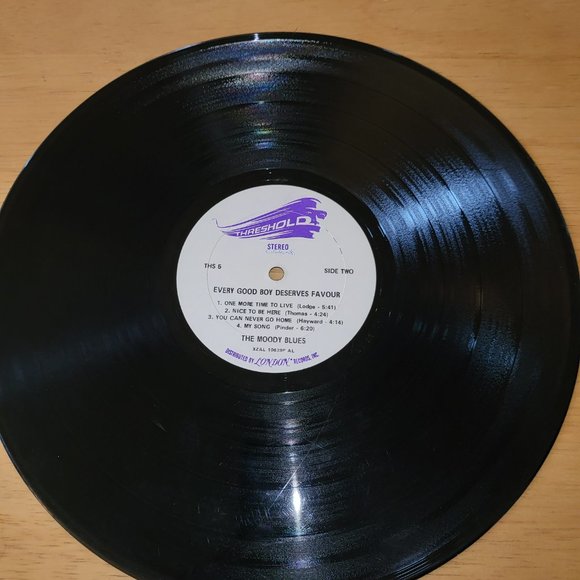 THRESHOLD
STEREO
THS 5
SIDE TWO
EVERY GOOD BOY DESERVES FAVOUR
1. ONE MORE TIME TO LIVE (Lodge - 5:41)
2. NICE TO BE HERE (Thomas - 4:24)
3. YOU CAN NEVER GO HOME (Hayward - 4:14)
4. MY SONG (Pinder - 6:20)
THE MOODY BLUES
DISTRIBUTED BY LONDON RECORDS, INC.